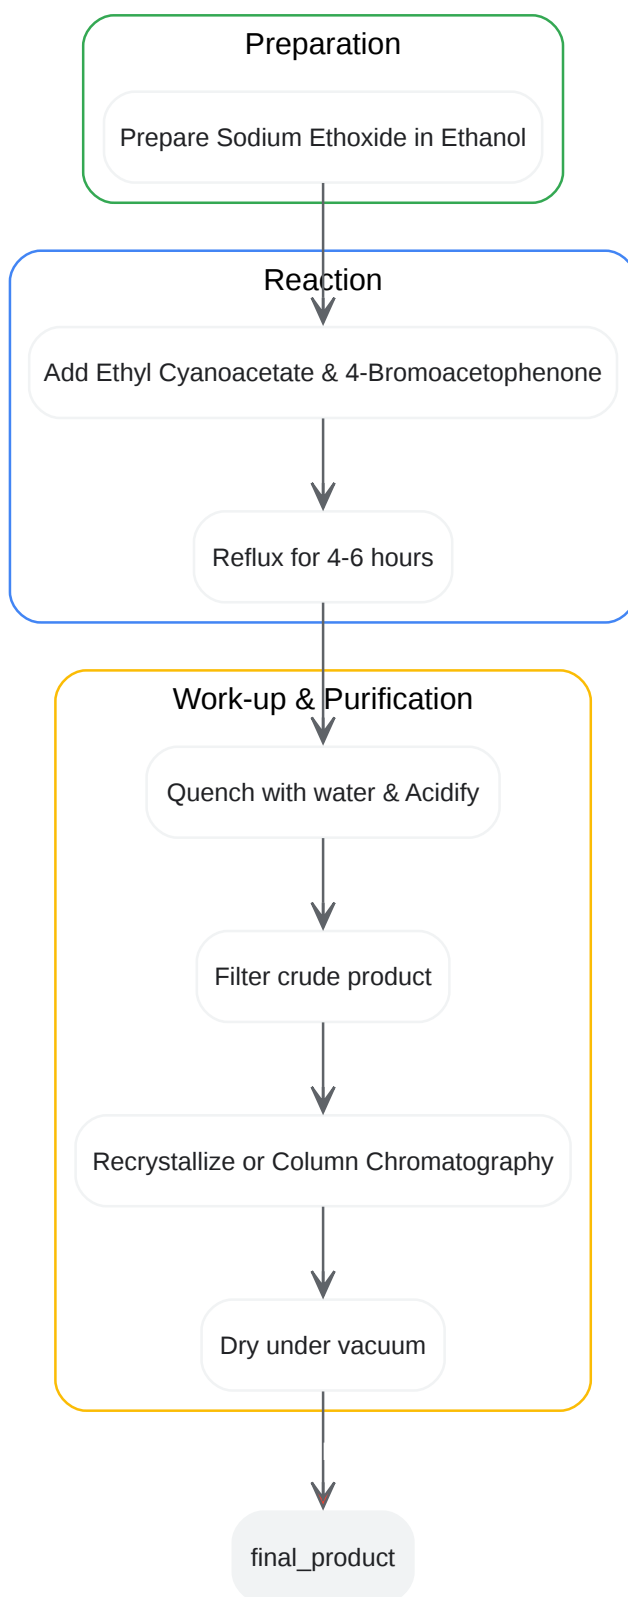 Preparation
Prepare Sodium Ethoxide in Ethanol
Reaction
Add Ethyl Cyanoacetate & 4-Bromoacetophenone
Reflux for 4-6 hours
Work-up & Purification
Quench with water & Acidify
Filter crude product
Recrystallize or Column Chromatography
Dry under vacuum
final_product